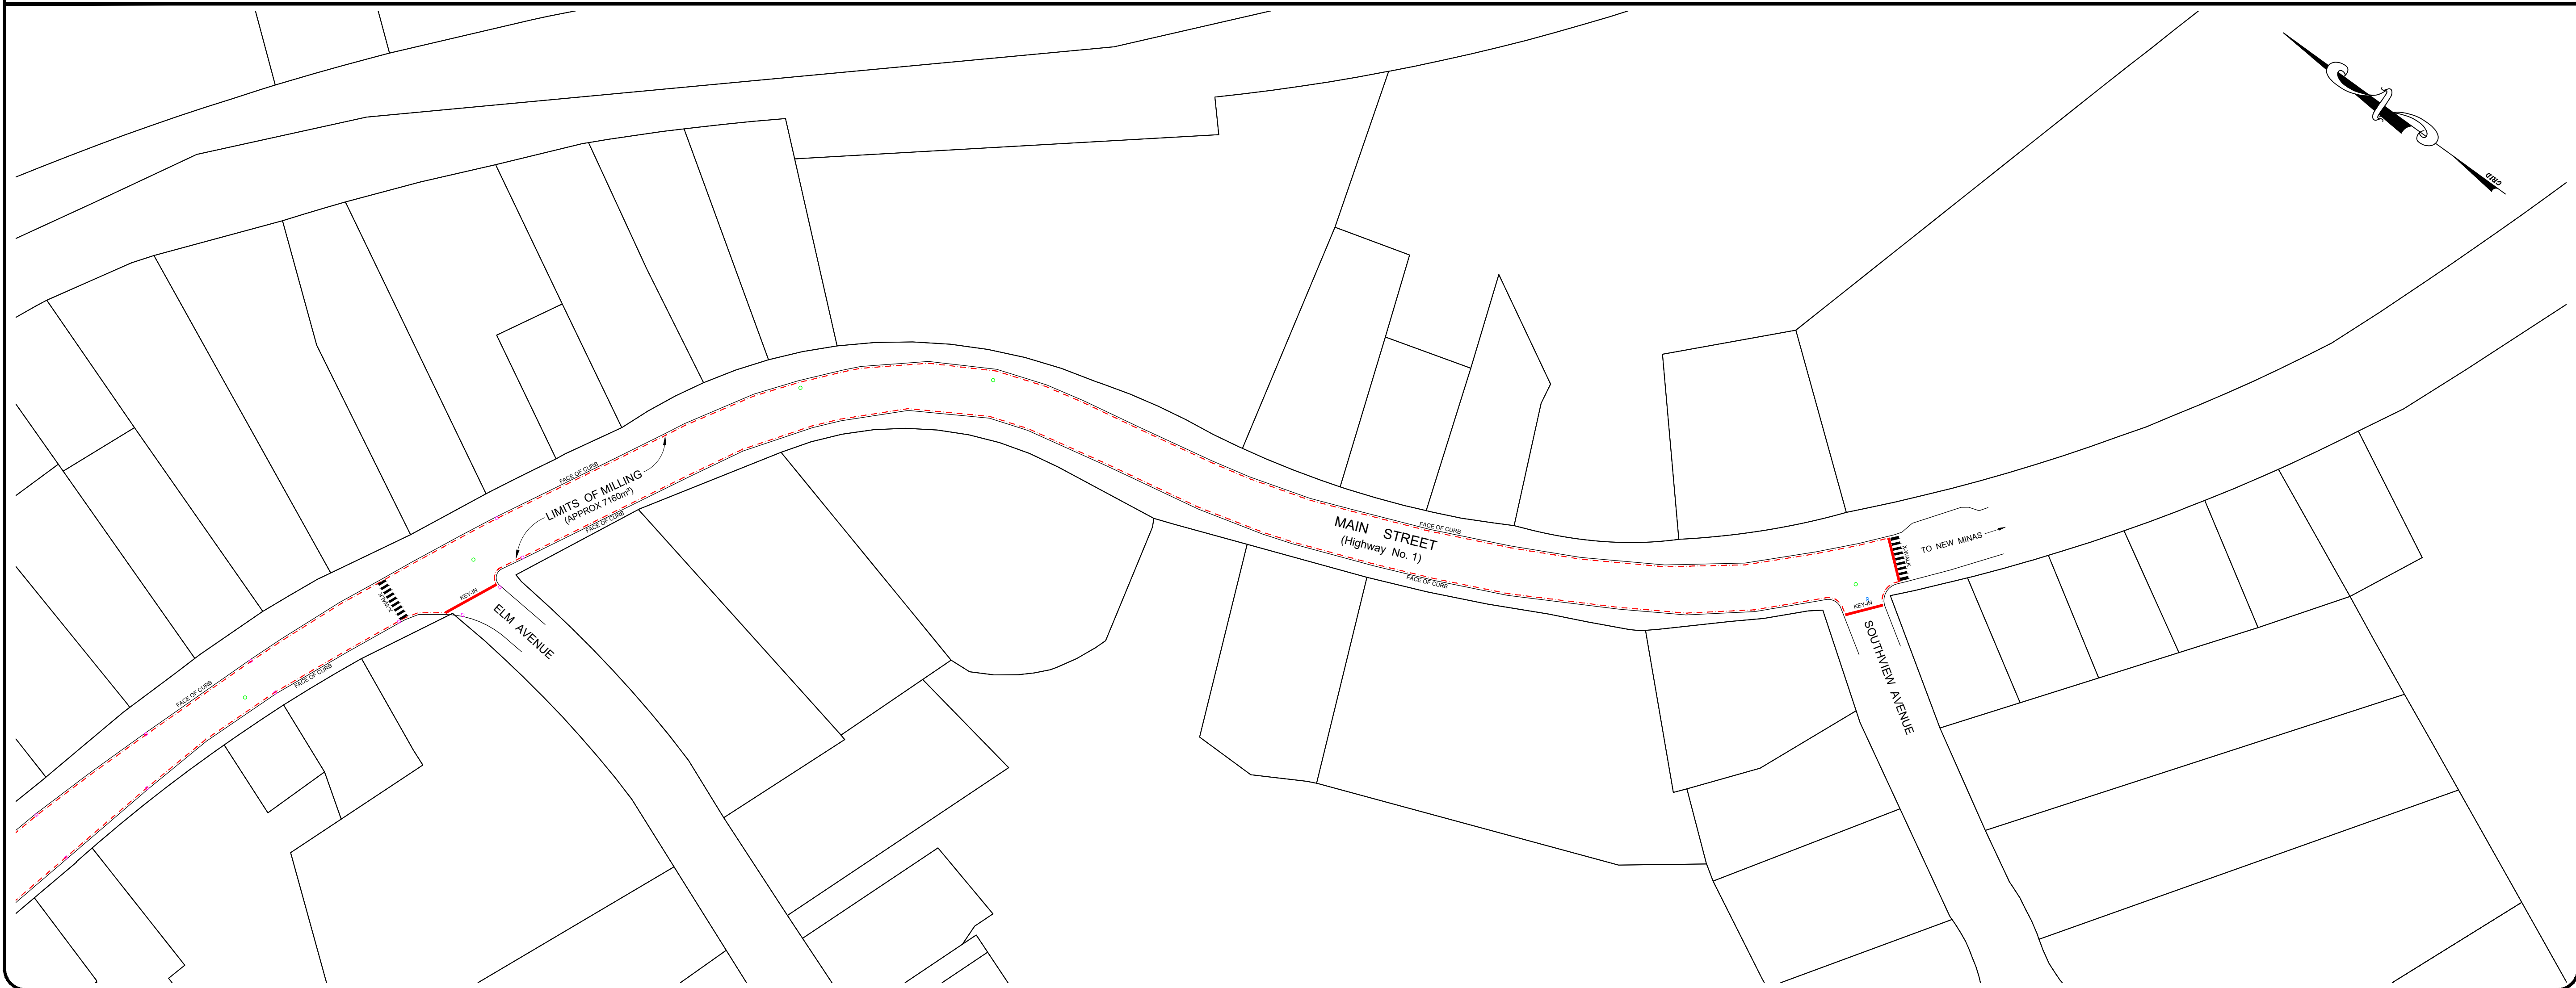 GRID
FACE OF CURB
LIMITS OF MILLING
(APPROX 7160m²)
FACE OF CURB
MAIN STREET
(Highway No. 1)
FACE OF CURB
FACE OF CURB
X-WALK
TO NEW MINAS
KEY-IN
SOUTHVIEW AVENUE
X-WALK
KEY-IN
ELM AVENUE
FACE OF CURB
FACE OF CURB